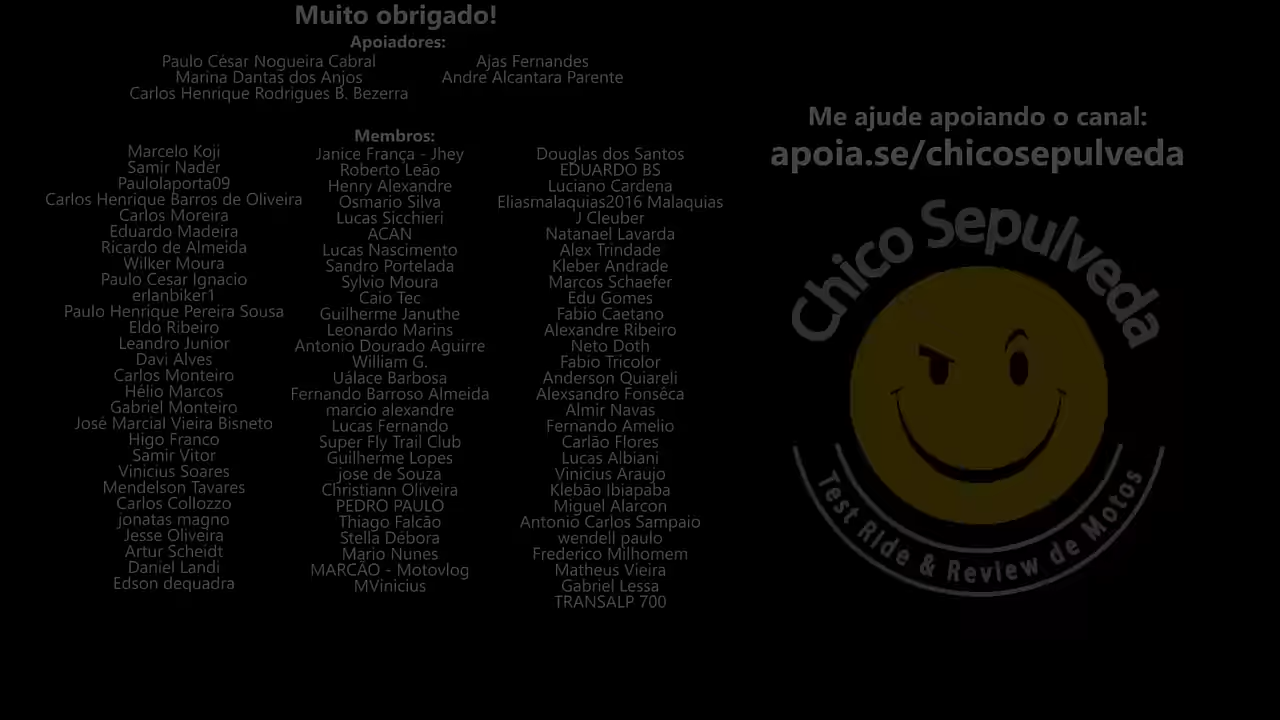 Muito obrigado!
Apoiadores:
Paulo César Nogueira Cabral
Marina Dantas dos Anjos
Carlos Henrique Rodrigues B. Bezerra
Ajas Fernandes
Andre Alcantara Parente
Membros:
Marcelo Koji
Samir Nader
Paulolaporta09
Carlos Henrique Barros de Oliveira
Carlos Moreira
Eduardo Madeira
Ricardo de Almeida
Wilker Moura
Paulo Cesar Ignacio
erlanbiker1
Paulo Henrique Pereira Sousa
Eldo Ribeiro
Leandro Junior
Davi Alves
Carlos Monteiro
Hélio Marcos
Gabriel Monteiro
José Marcial Vieira Bisneto
Higo Franco
Samir Vitor
Vinicius Soares
Mendelson Tavares
Carlos Collozzo
jonatas magno
Jesse Oliveira
Artur Scheidt
Daniel Landi
Edson dequadra
Janice França - Jhey
Roberto Leão
Henry Alexandre
Osmario Silva
Lucas Sicchieri
ACAN
Lucas Nascimento
Sandro Portelada
Sylvio Moura
Caio Tec
Guilherme Januthe
Leonardo Marins
Antonio Dourado Aguirre
William G.
Uálace Barbosa
Fernando Barroso Almeida
marcio alexandre
Lucas Fernando
Super Fly Trail Club
Guilherme Lopes
jose de Souza
Christiann Oliveira
PEDRO PAULO
Thiago Falcão
Stella Débora
Mario Nunes
MARCÃO - Motovlog
MVinicius
Douglas dos Santos
EDUARDO BS
Luciano Cardena
Eliasmalaquias2016 Malaquias
J Cleuber
Natanael Lavarda
Alex Trindade
Kleber Andrade
Marcos Schaefer
Edu Gomes
Fabio Caetano
Alexandre Ribeiro
Neto Doth
Fabio Tricolor
Anderson Quiareli
Alexsandro Fonsêca
Almir Navas
Fernando Amelio
Carlão Flores
Lucas Albiani
Vinicius Araujo
Klebão Ibiapaba
Miguel Alarcon
Antonio Carlos Sampaio
wendell paulo
Frederico Milhomem
Matheus Vieira
Gabriel Lessa
TRANSALP 700
Me ajude apoiando o canal:
apoia.se/chicosepulveda
Chico Sepulveda
Test Ride & Review de Motos